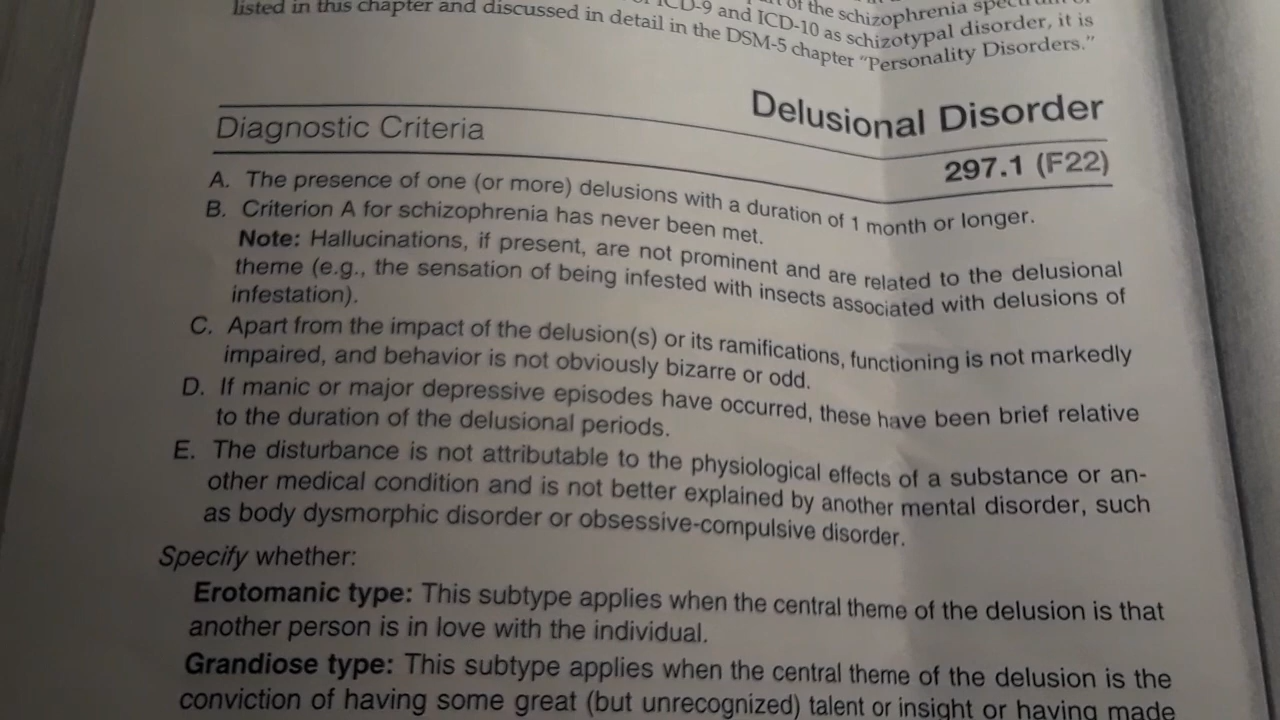 of the schizophrenia
ICD-9 and ICD-10 as schizotypal disorder, it is
listed in this chapter and discussed in detail in the DSM-5 chapter “Personality Disorders.”
Delusional Disorder
Diagnostic Criteria
297.1 (F22)
A. The presence of one (or more) delusions with a duration of 1 month or longer.
B. Criterion A for schizophrenia has never been met.
Note: Hallucinations, if present, are not prominent and are related to the delusional
theme (e.g., the sensation of being infested with insects associated with delusions of
infestation).
C. Apart from the impact of the delusion(s) or its ramifications, functioning is not markedly
impaired, and behavior is not obviously bizarre or odd.
D. If manic or major depressive episodes have occurred, these have been brief relative
to the duration of the delusional periods.
E. The disturbance is not attributable to the physiological effects of a substance or an-
other medical condition and is not better explained by another mental disorder, such
as body dysmorphic disorder or obsessive-compulsive disorder.
Specify whether:
Erotomanic type: This subtype applies when the central theme of the delusion is that
another person is in love with the individual.
Grandiose type: This subtype applies when the central theme of the delusion is the
conviction of having some great (but unrecognized) talent or insight or having made